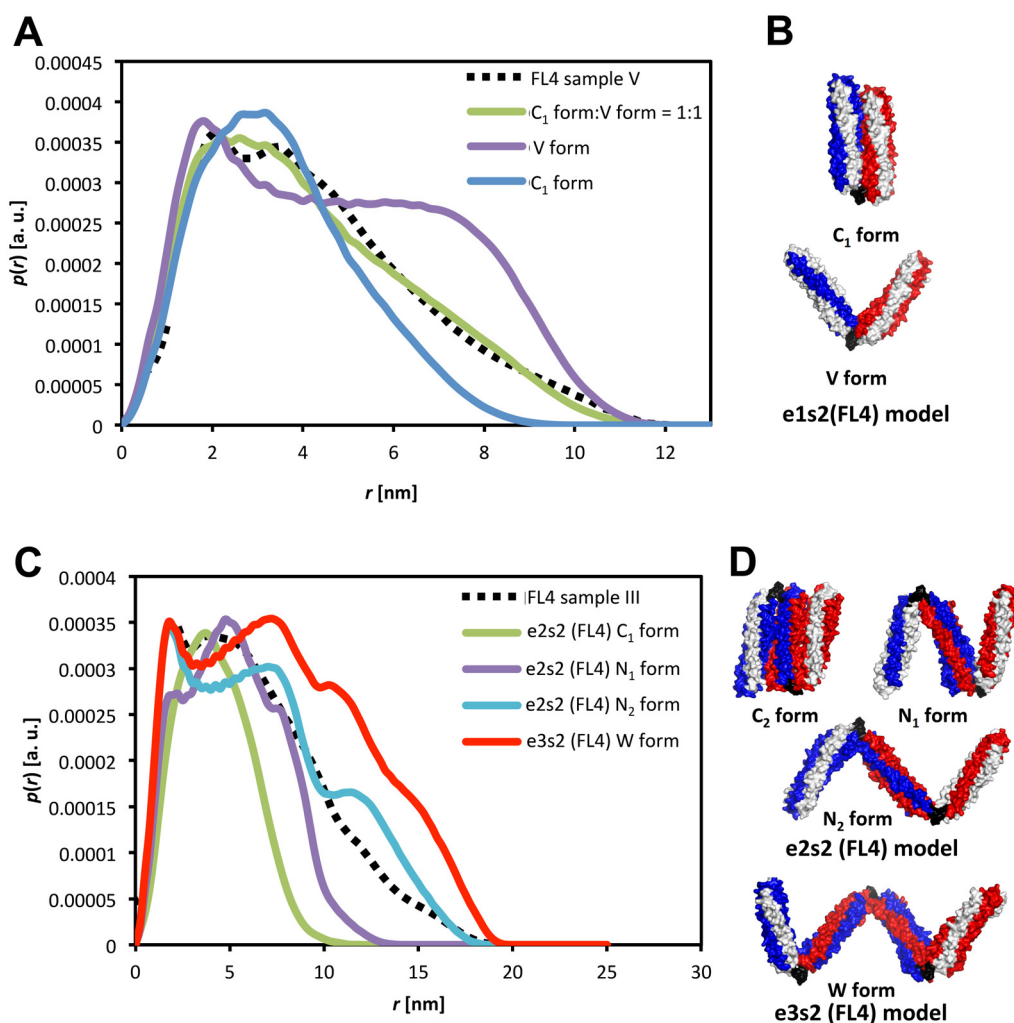 A
0.00045
0.0004
0.00035
0.0003
0.00025
0.0002
0.00015
0.0001
0.00005
0
p(r) [a. u.]
0 2 4 6 8 10 12
r [nm]
FL4 sample V
C1 form:V form = 1:1
V form
C1 form
B
C1 form
V form
e1s2(FL4) model
C
0.0004
0.00035
0.0003
0.00025
0.0002
0.00015
0.0001
0.00005
0
p(r) [a. u.]
0 5 10 15 20 25 30
r [nm]
FL4 sample III
e2s2 (FL4) C1 form
e2s2 (FL4) N1 form
e2s2 (FL4) N2 form
e3s2 (FL4) W form
D
C2 form N1 form
N2 form
e2s2 (FL4) model
W form
e3s2 (FL4) model